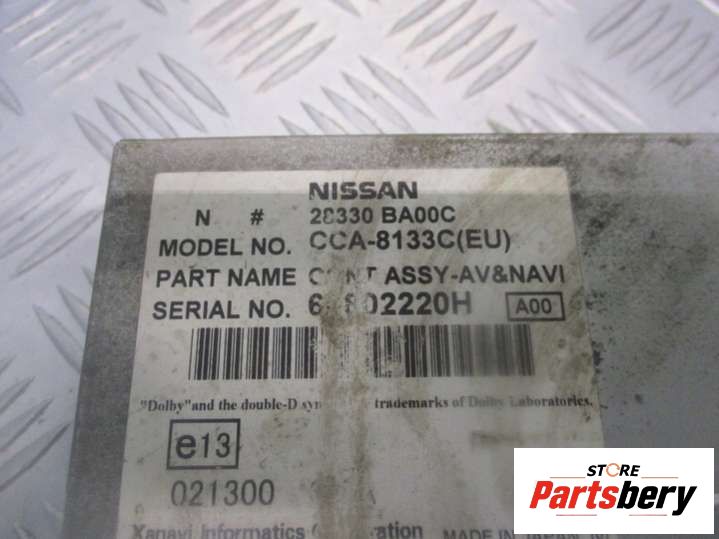 NISSAN
N # 28330 BA00C
MODEL NO. CCA-8133C(EU)
PART NAME ASSY-AV&NAVI
SERIAL NO. A00
"Dolby"and the double-D trademarks of Dolby Laboratories.
e13
021300
Xanavi Informatics
MADE IN JAPAN
STORE
Partsbery